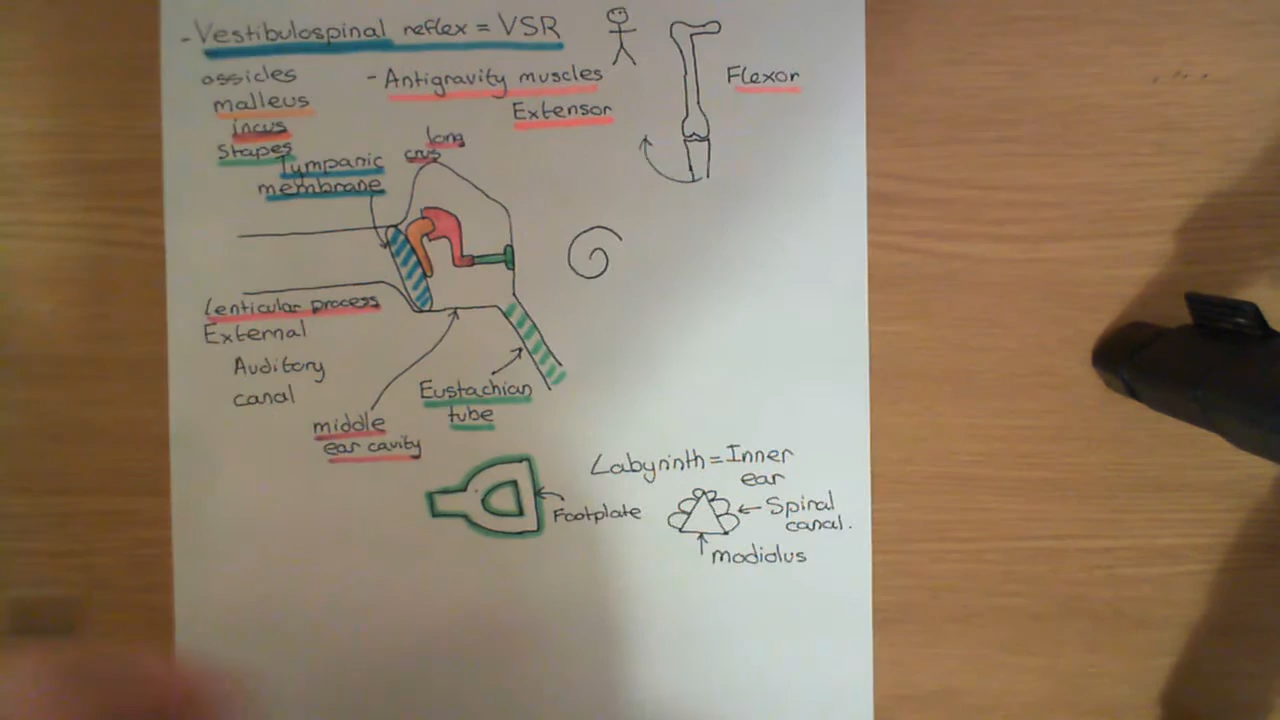 - Vestibulospinal reflex = VSR
ossicles
malleus
incus
stapes
- Antigravity muscles
Extensor
Flexor
long
crus
Tympanic
membrane
lenticular process
External
Auditory
canal
middle
ear cavity
Eustachian
tube
Footplate
Labyrinth = Inner
ear
Spiral
canal.
modiolus